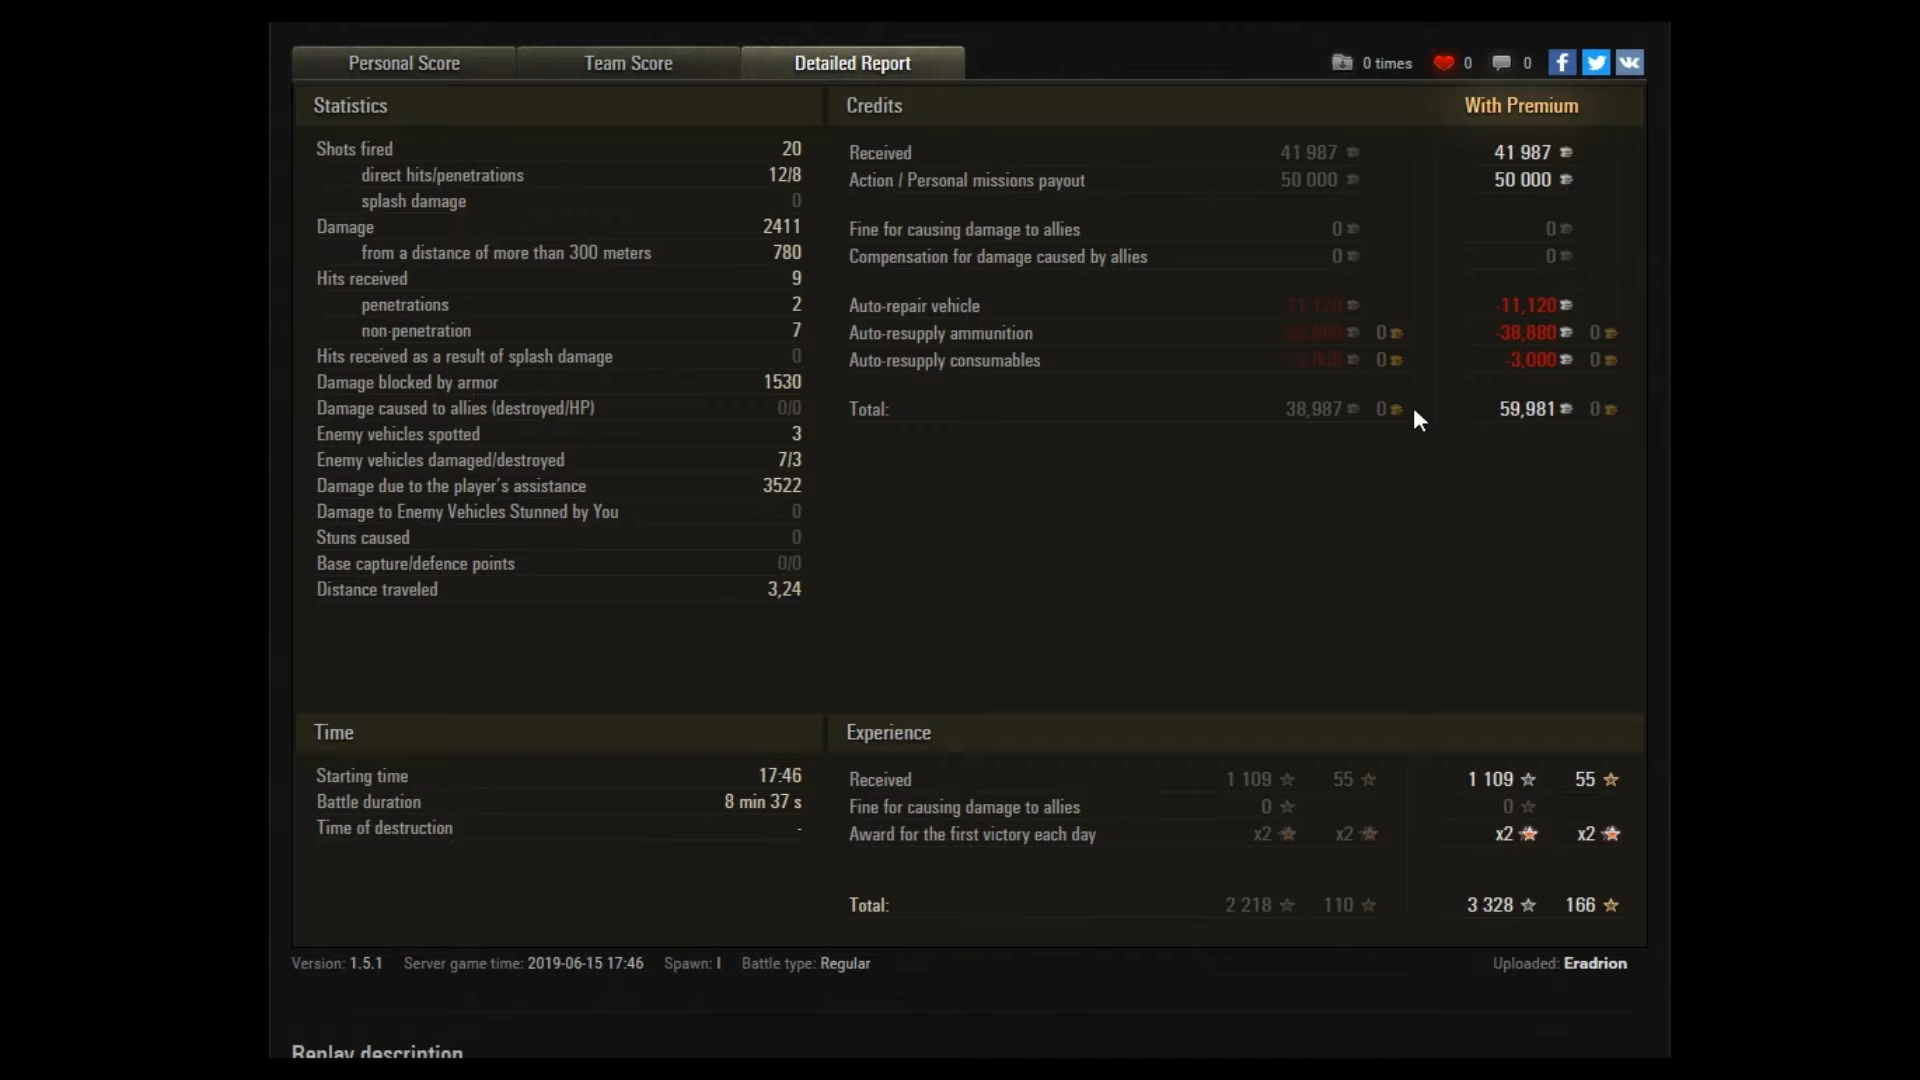 Personal Score Team Score Detailed Report 0 times 0 0
Statistics
Shots fired 20
direct hits/penetrations 12/8
splash damage 0
Damage 2411
from a distance of more than 300 meters 780
Hits received 9
penetrations 2
non-penetration 7
Hits received as a result of splash damage 0
Damage blocked by armor 1530
Damage caused to allies (destroyed/HP) 0/0
Enemy vehicles spotted 3
Enemy vehicles damaged/destroyed 7/3
Damage due to the player's assistance 3522
Damage to Enemy Vehicles Stunned by You 0
Stuns caused 0
Base capture/defence points 0/0
Distance traveled 3,24
Credits With Premium
Received 41 987 41 987
Action / Personal missions payout 50 000 50 000
Fine for causing damage to allies 0 0
Compensation for damage caused by allies 0 0
Auto-repair vehicle -11,120
Auto-resupply ammunition 0 -38,880 0
Auto-resupply consumables 0 -3,000 0
Total: 38,987 0 59,981 0
Time
Starting time 17:46
Battle duration 8 min 37 s
Time of destruction -
Experience
Received 1 109 55 1 109 55
Fine for causing damage to allies 0 0
Award for the first victory each day x2 x2 x2 x2
Total: 2 218 110 3 328 166
Version: 1.5.1 Server game time: 2019-06-15 17:46 Spawn: I Battle type: Regular Uploaded: Eradrion
Replay description